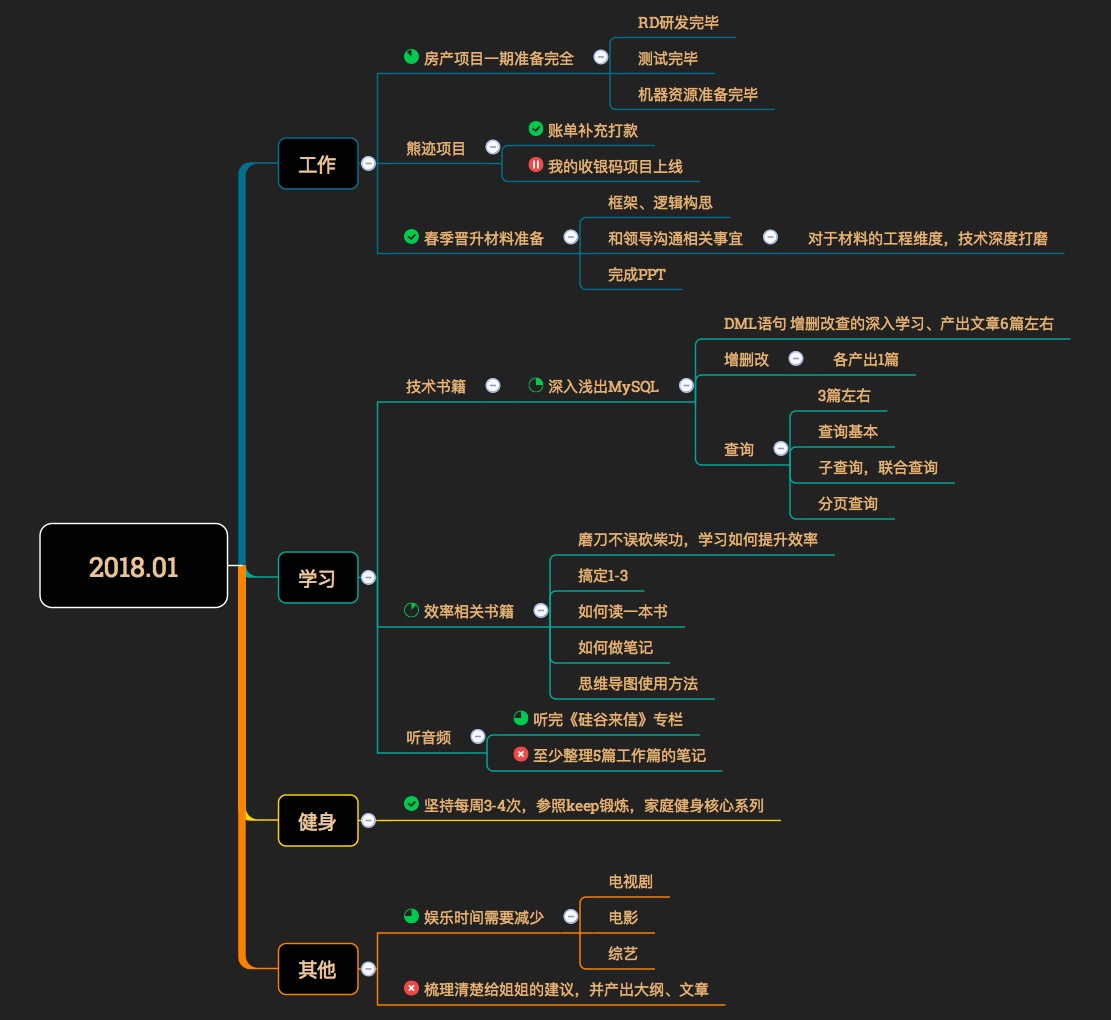 2018.01
工作
房产项目一期准备完全
RD研发完毕
测试完毕
机器资源准备完毕
熊迹项目
账单补充打款
我的收银码项目上线
春季晋升材料准备
框架、逻辑构思
和领导沟通相关事宜
对于材料的工程维度，技术深度打磨
完成PPT
学习
技术书籍
深入浅出MySQL
DML语句 增删改查的深入学习、产出文章6篇左右
增删改
各产出1篇
查询
3篇左右
查询基本
子查询，联合查询
分页查询
效率相关书籍
磨刀不误砍柴功，学习如何提升效率
搞定1-3
如何读一本书
如何做笔记
思维导图使用方法
听音频
听完《硅谷来信》专栏
至少整理5篇工作篇的笔记
健身
坚持每周3-4次，参照keep锻炼，家庭健身核心系列
其他
娱乐时间需要减少
电视剧
电影
综艺
梳理清楚给姐姐的建议，并产出大纲、文章